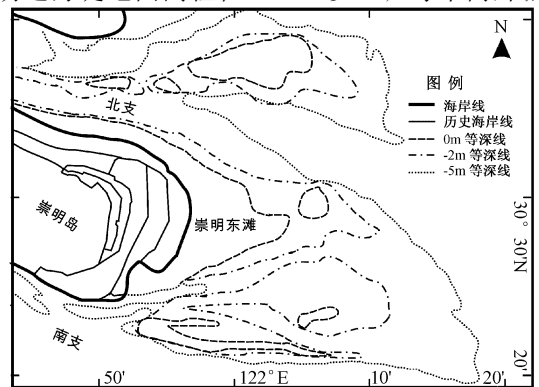 N
图 例
海岸线
历史海岸线
0m 等深线
-2m 等深线
-5m 等深线
北支
崇明岛
崇明东滩
南支
30°
30'N
20'
50'
122°E
10'
20'